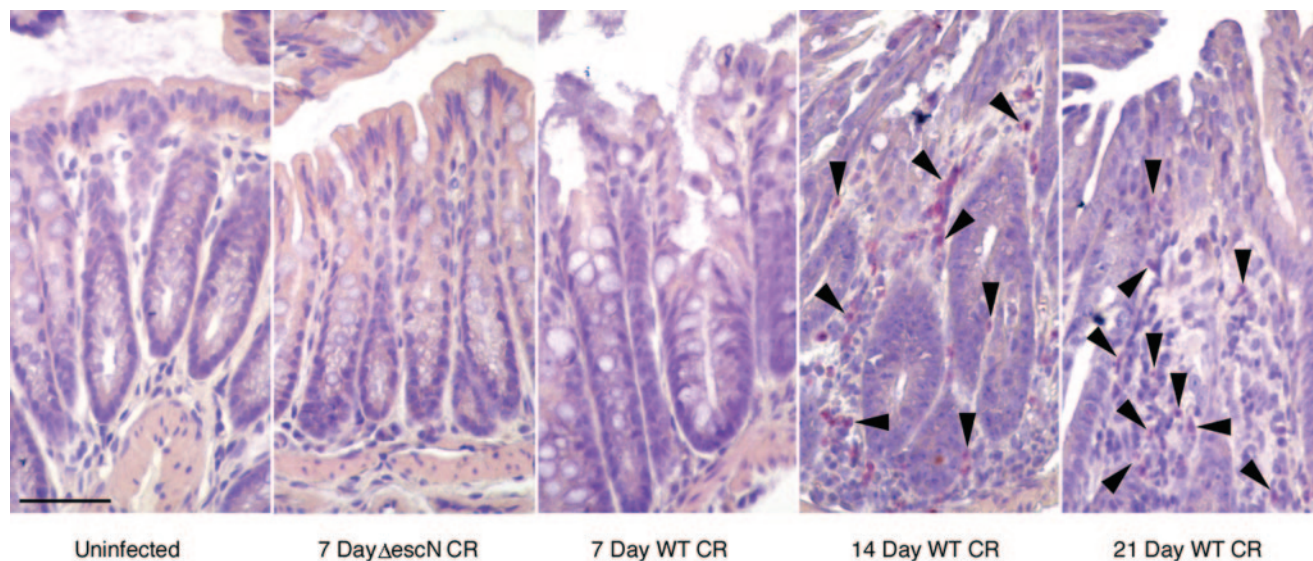 Uninfected
7 Day ΔescN CR
7 Day WT CR
14 Day WT CR
21 Day WT CR